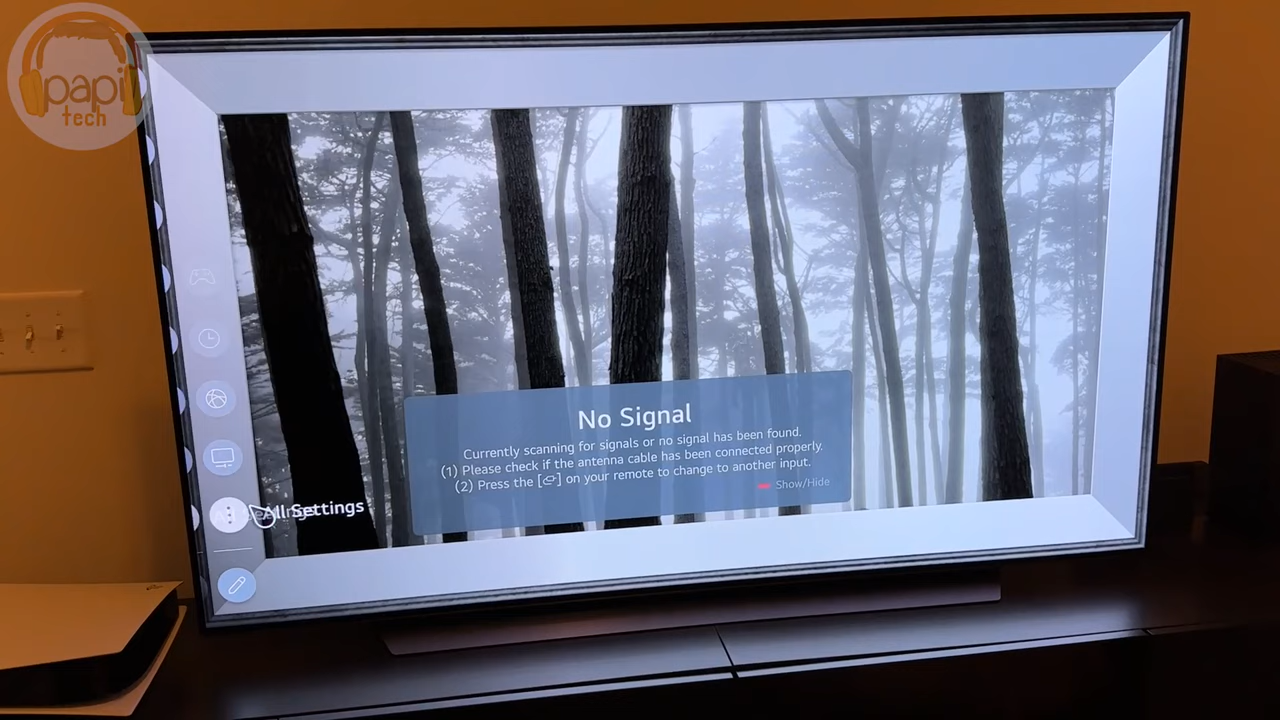 papi
tech
No Signal
Currently scanning for signals or no signal has been found.
(1) Please check if the antenna cable has been connected properly.
(2) Press the [ ] on your remote to change to another input.
Show/Hide
All Settings